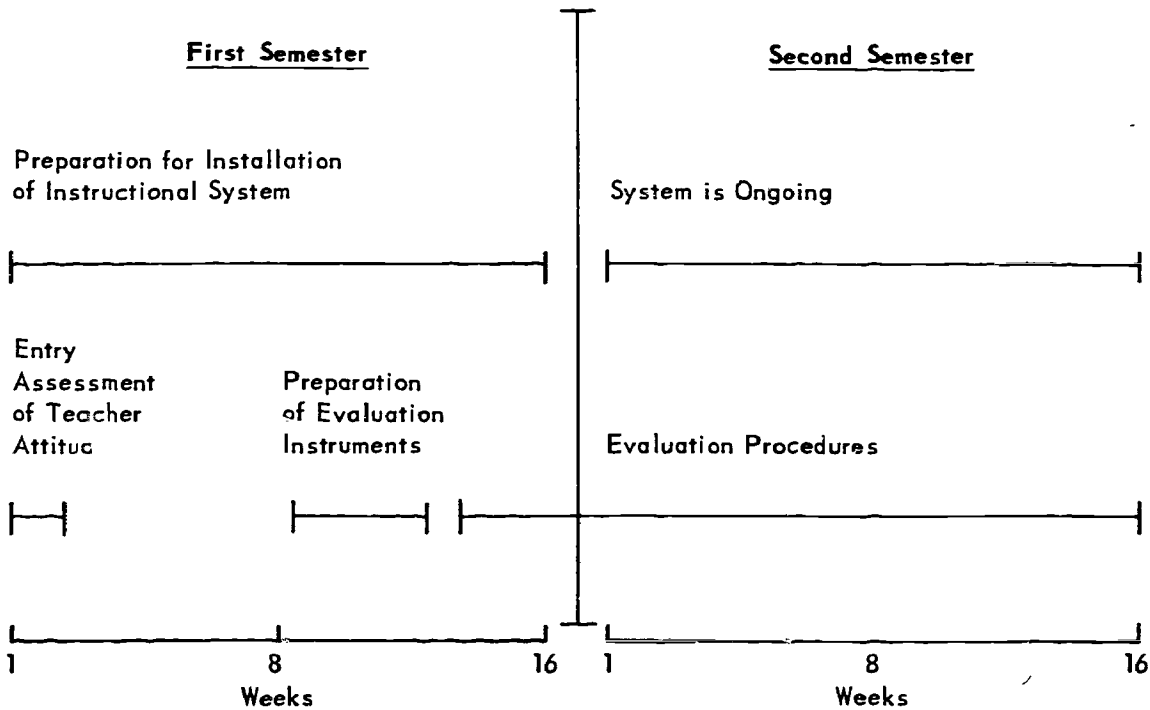 First Semester
Second Semester
Preparation for Installation
of Instructional System
System is Ongoing
Entry
Assessment
of Teacher
Attituc
Preparation
of Evaluation
Instruments
Evaluation Procedures
1
8
16
Weeks
1
8
16
Weeks